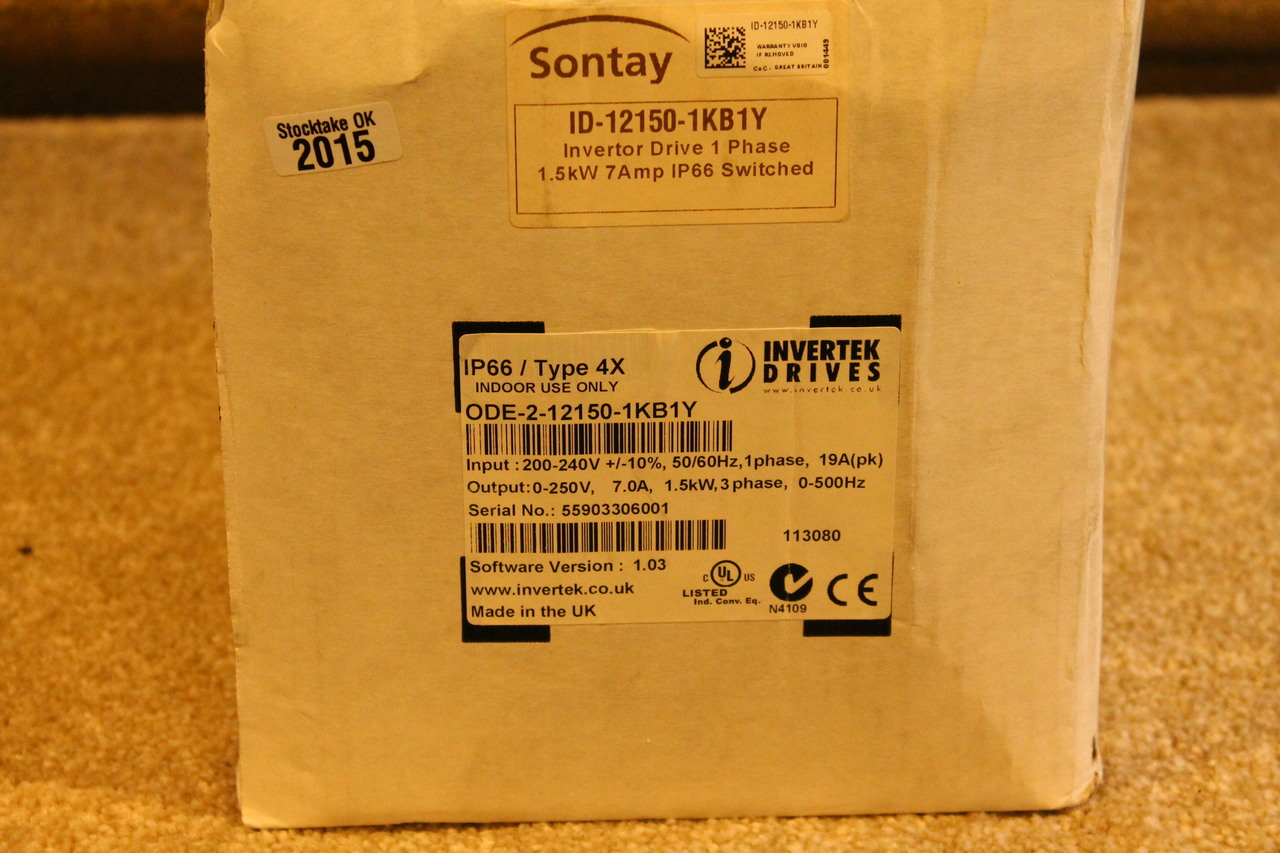 Sontay
ID-12150-1KB1Y
WARRANTY VOID
IF REMOVED
CoC - GREAT BRITAIN
001449
ID-12150-1KB1Y
Invertor Drive 1 Phase
1.5kW 7Amp IP66 Switched
Stocktake OK
2015
IP66 / Type 4X
INDOOR USE ONLY
INVERTEK
DRIVES
www.invertek.co.uk
ODE-2-12150-1KB1Y
Input : 200-240V +/-10%, 50/60Hz,1phase, 19A(pk)
Output:0-250V, 7.0A, 1.5kW,3phase, 0-500Hz
Serial No.: 55903306001
113080
Software Version : 1.03
www.invertek.co.uk
Made in the UK
C UL US
LISTED
Ind. Conv. Eq.
N4109
CE